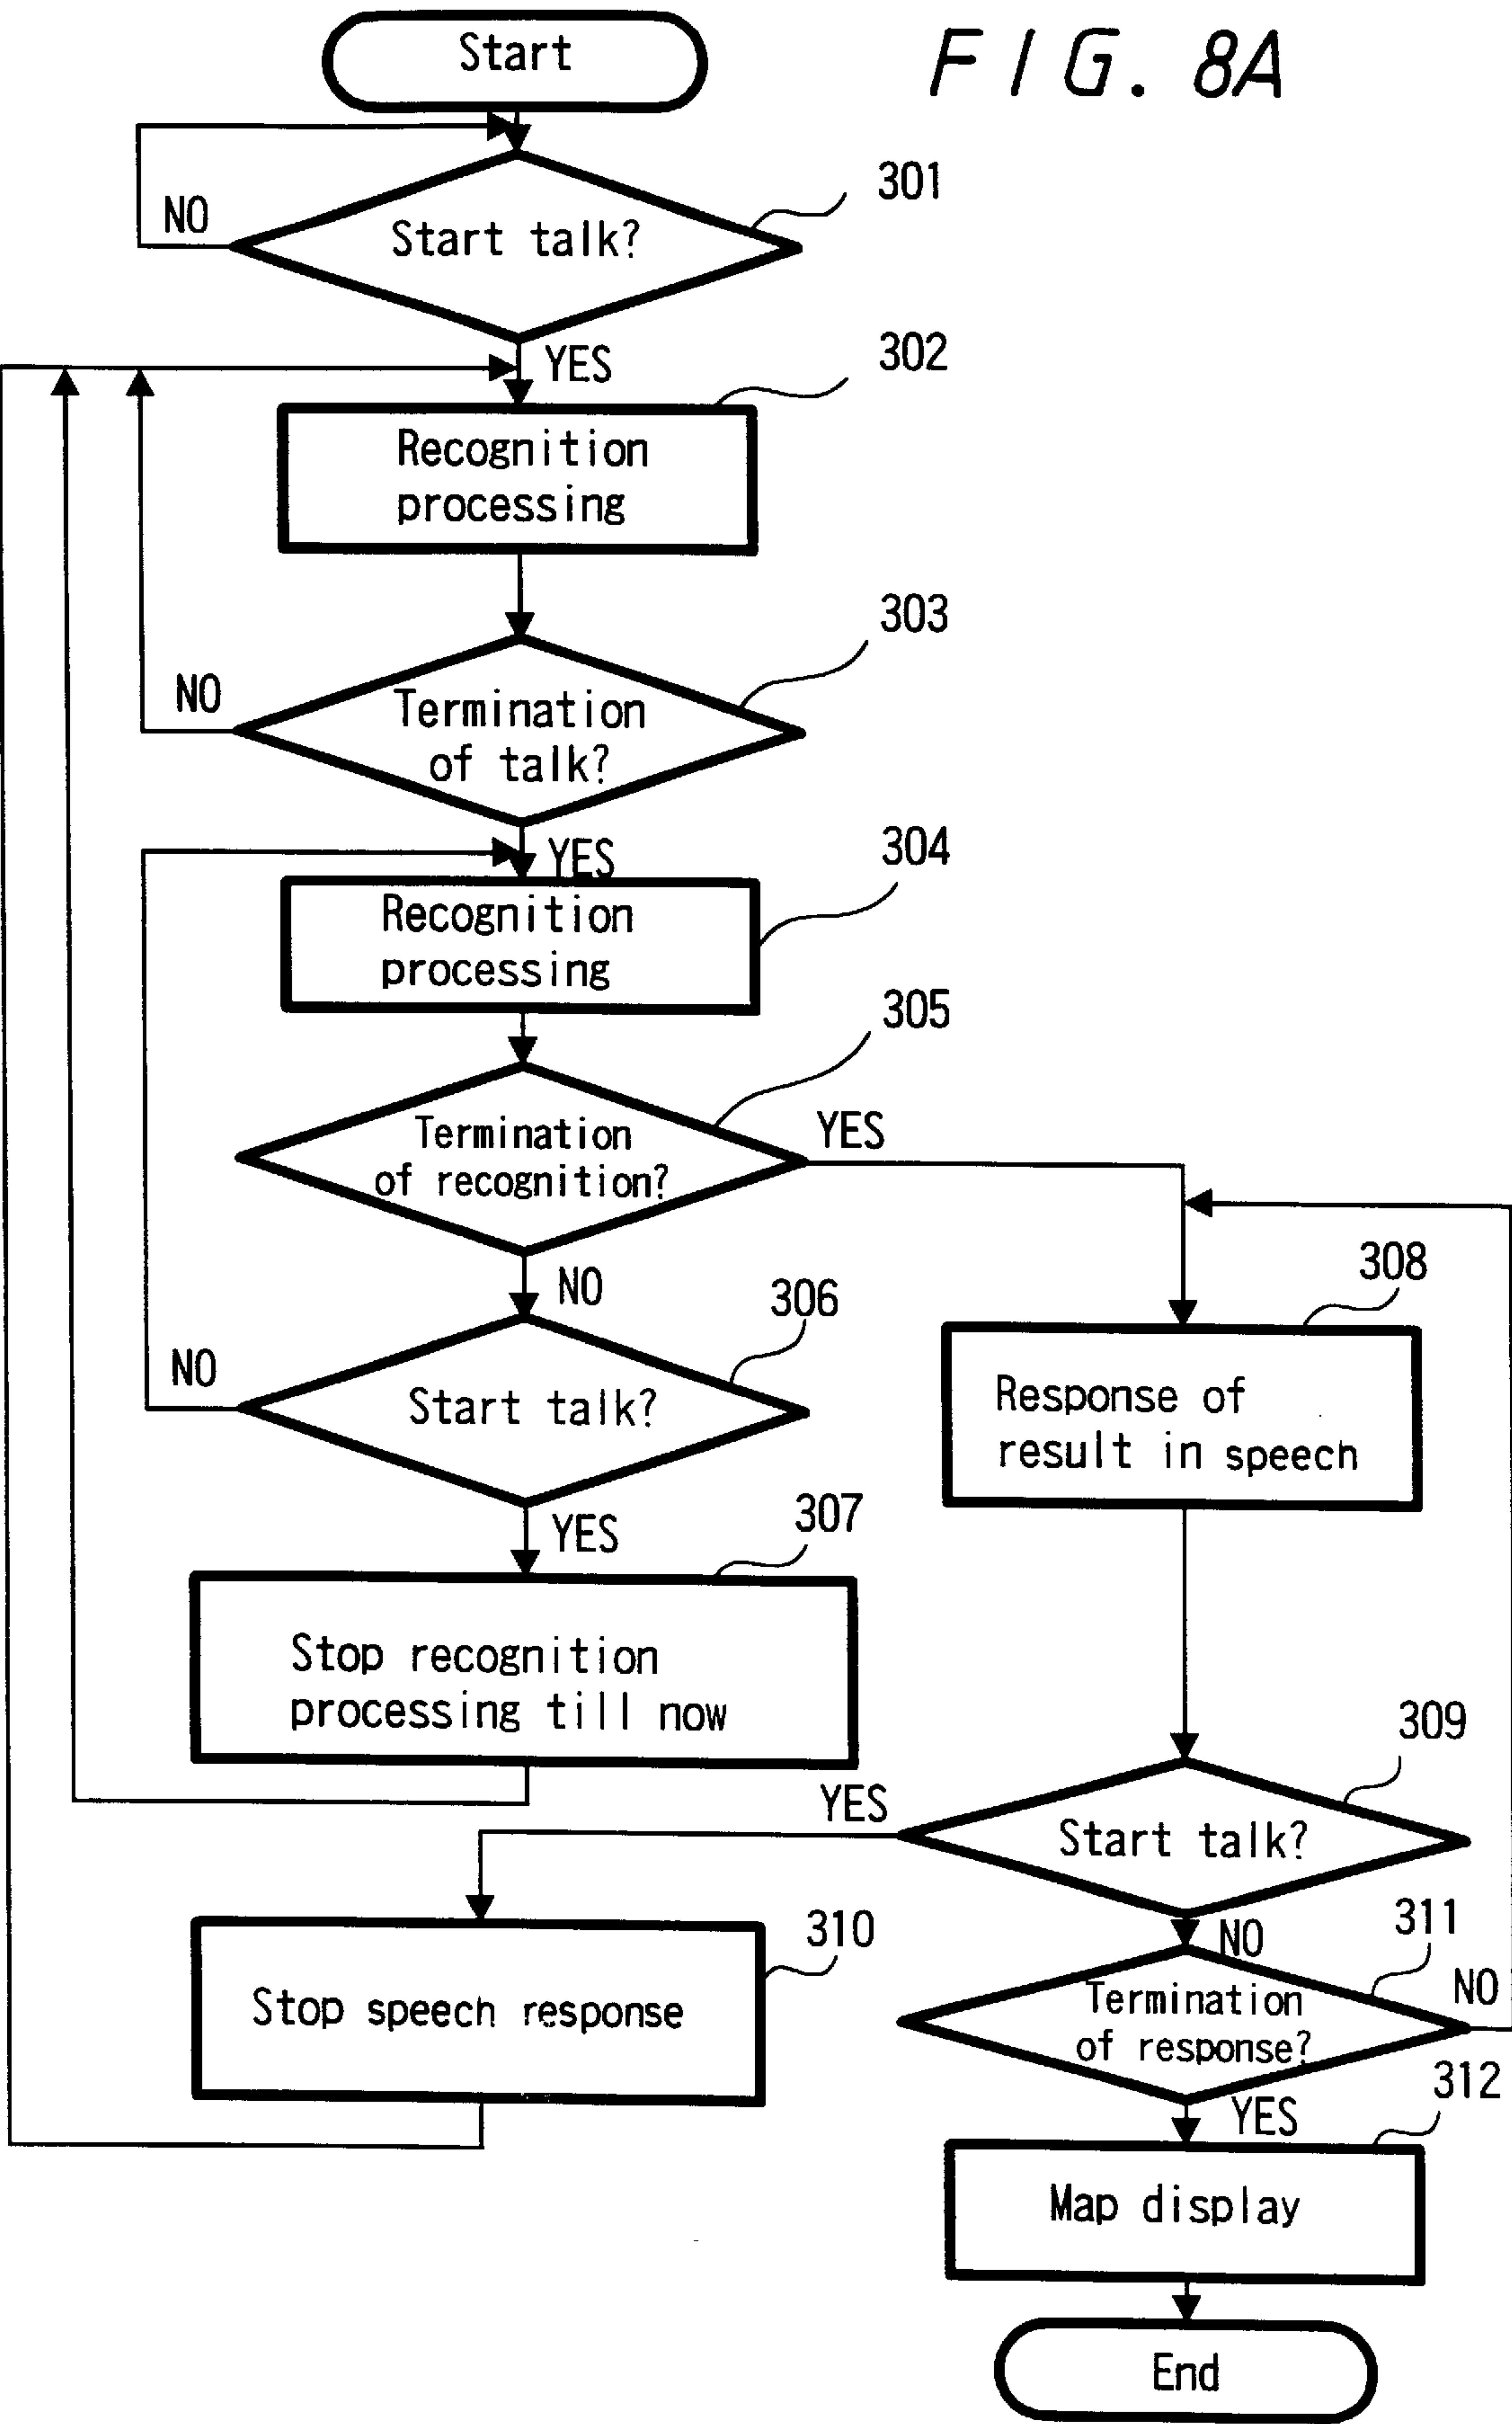 Start
FIG. 8A
301
Start talk?
NO
YES
302
Recognition
processing
303
Termination
of talk?
NO
YES
304
Recognition
processing
305
Termination
of recognition?
YES
NO
306
Start talk?
NO
YES
307
Stop recognition
processing till now
308
Response of
result in speech
309
Start talk?
YES
NO
310
Stop speech response
311
Termination
of response?
NO
YES
312
Map display
End